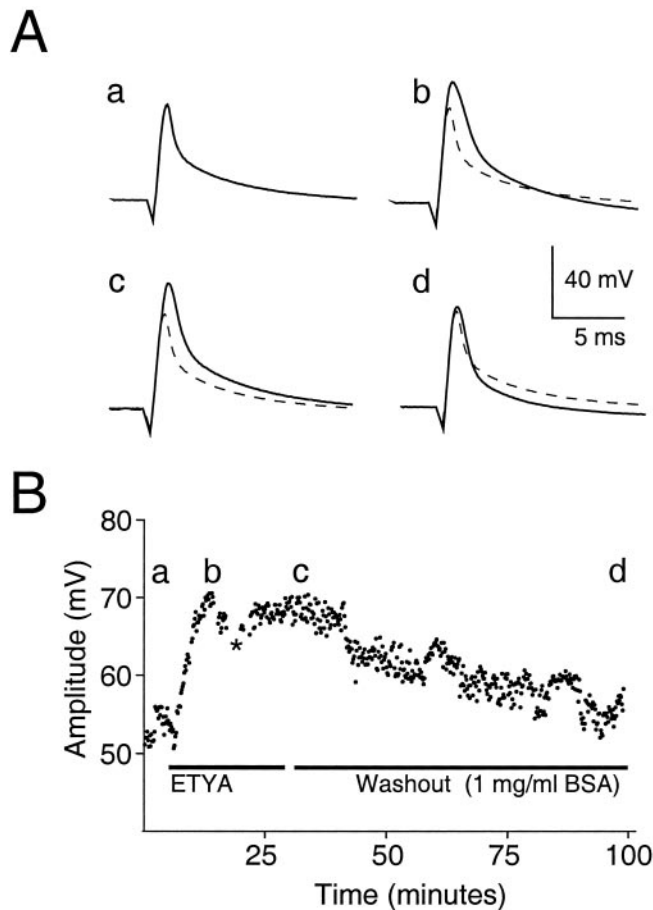 A
a b
40 mV
5 ms
c d
B
80
70
60
50
a b c d
*
Amplitude (mV)
ETYA Washout (1 mg/ml BSA)
25 50 75 100
Time (minutes)